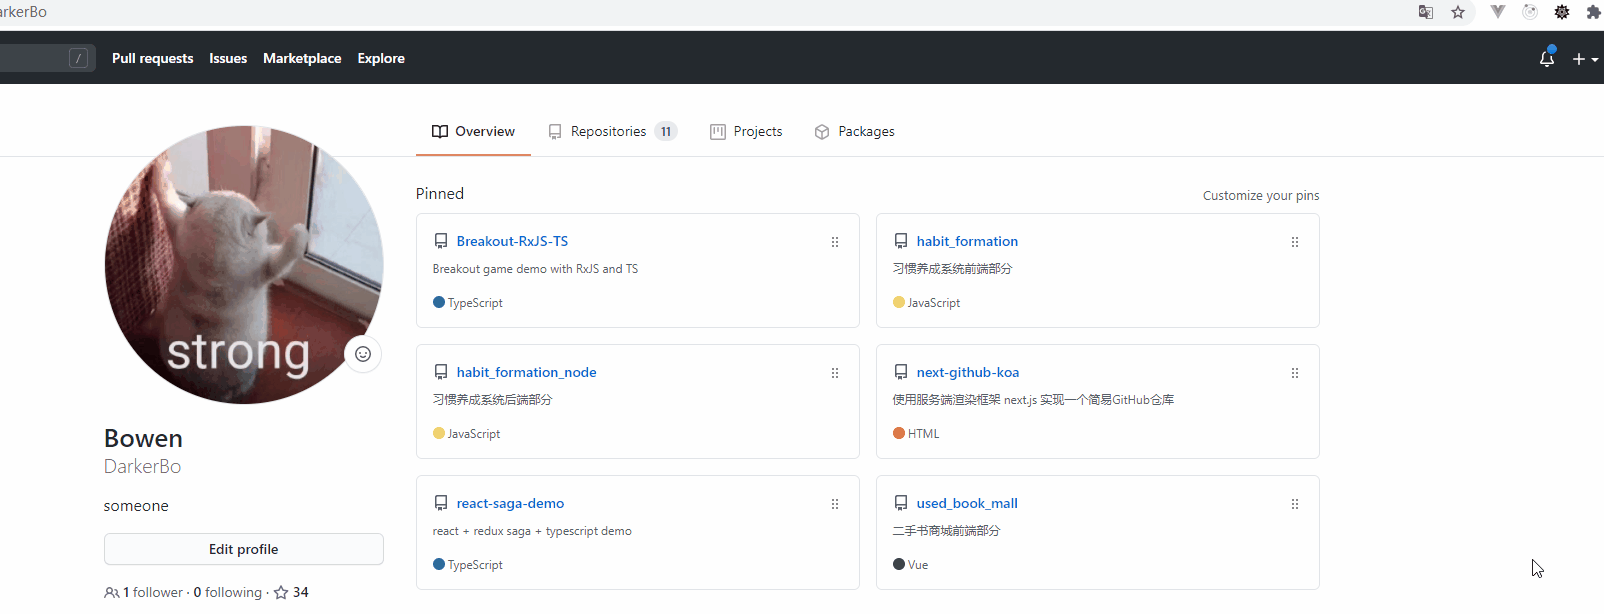 arkerBo
/
Pull requests Issues Marketplace Explore
Overview Repositories 11 Projects Packages
strong
Bowen
DarkerBo
someone
Edit profile
1 follower · 0 following · 34
Pinned Customize your pins
Breakout-RxJS-TS
Breakout game demo with RxJS and TS
TypeScript
habit_formation
习惯养成系统前端部分
JavaScript
habit_formation_node
习惯养成系统后端部分
JavaScript
next-github-koa
使用服务端渲染框架 next.js 实现一个简易GitHub仓库
HTML
react-saga-demo
react + redux saga + typescript demo
TypeScript
used_book_mall
二手书商城前端部分
Vue